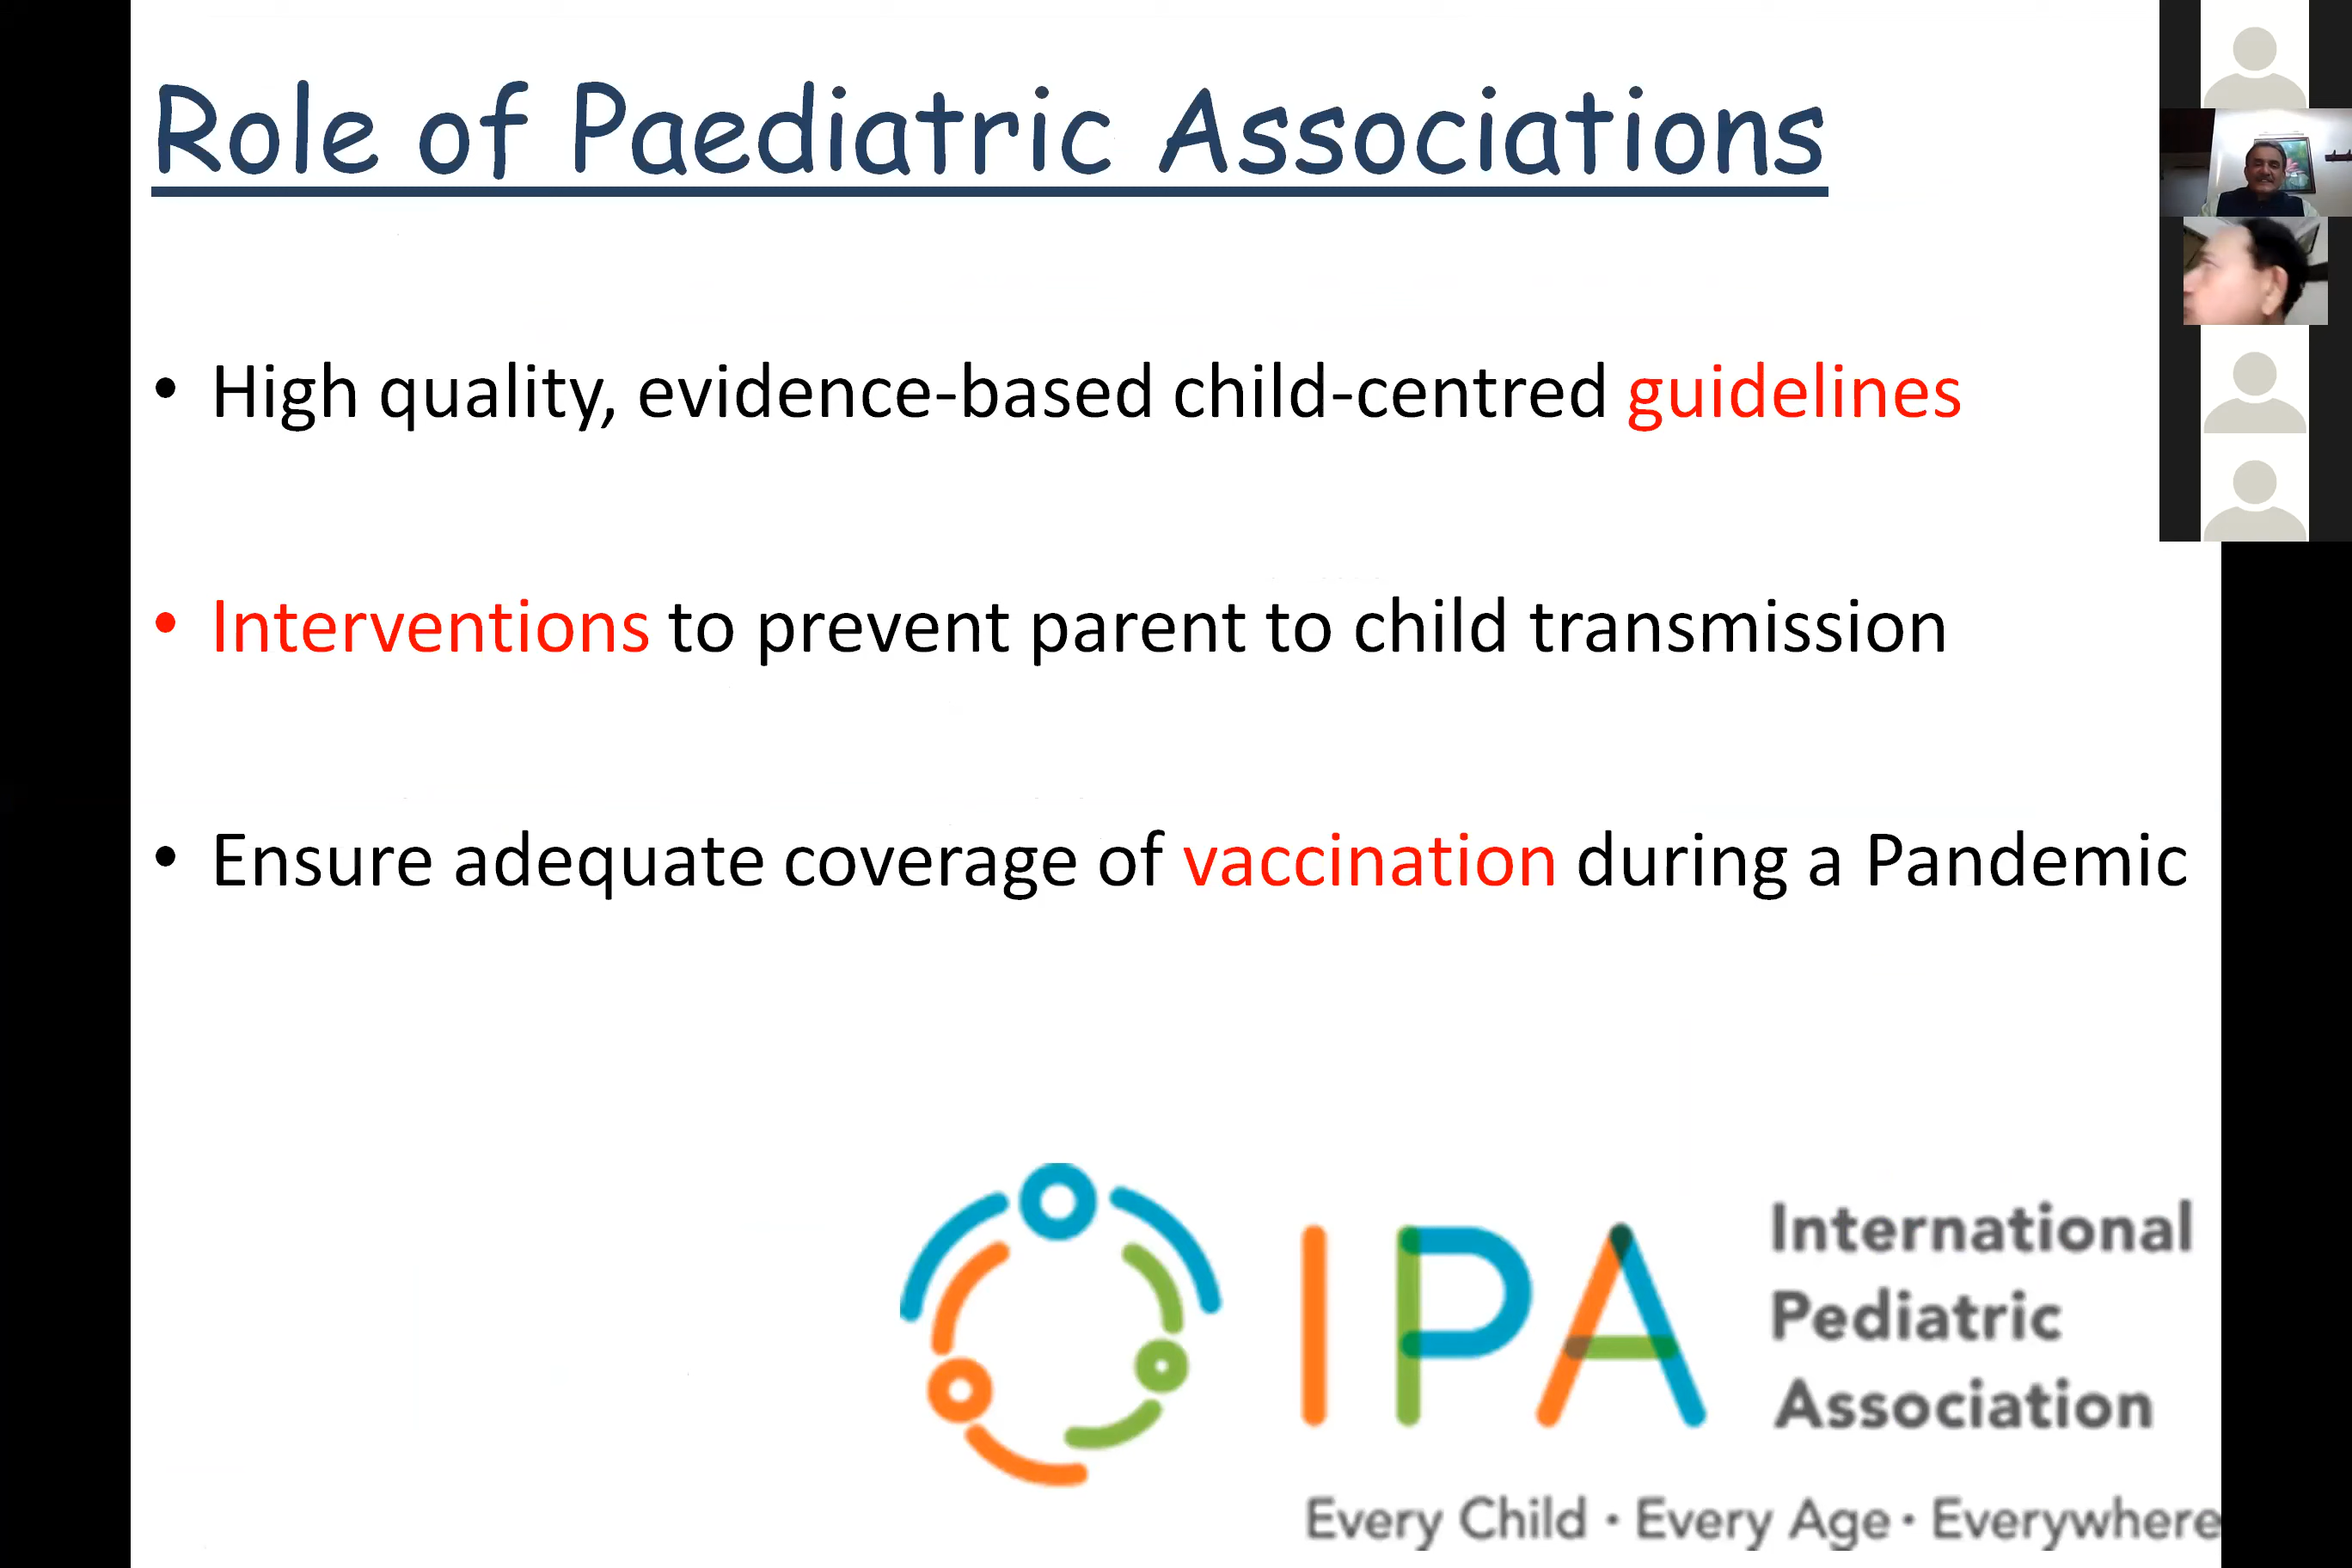 Role of Paediatric Associations
• High quality, evidence-based child-centred guidelines
• Interventions to prevent parent to child transmission
• Ensure adequate coverage of vaccination during a Pandemic
IPA
International
Pediatric
Association
Every Child • Every Age • Everywhere